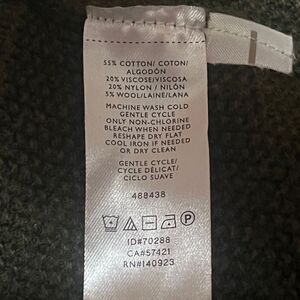 55% COTTON/ COTON/
ALGODÓN
20% VISCOSE/VISCOSA
20% NYLON / NILÓN
5% WOOL/LAINE/LANA
MACHINE WASH COLD
GENTLE CYCLE
ONLY NON-CHLORINE
BLEACH WHEN NEEDED
RESHAPE DRY FLAT
COOL IRON IF NEEDED
OR DRY CLEAN
GENTLE CYCLE/
CYCLE DÉLICAT/
CICLO SUAVE
488438
ID#70288
CA#57421
RN#140923